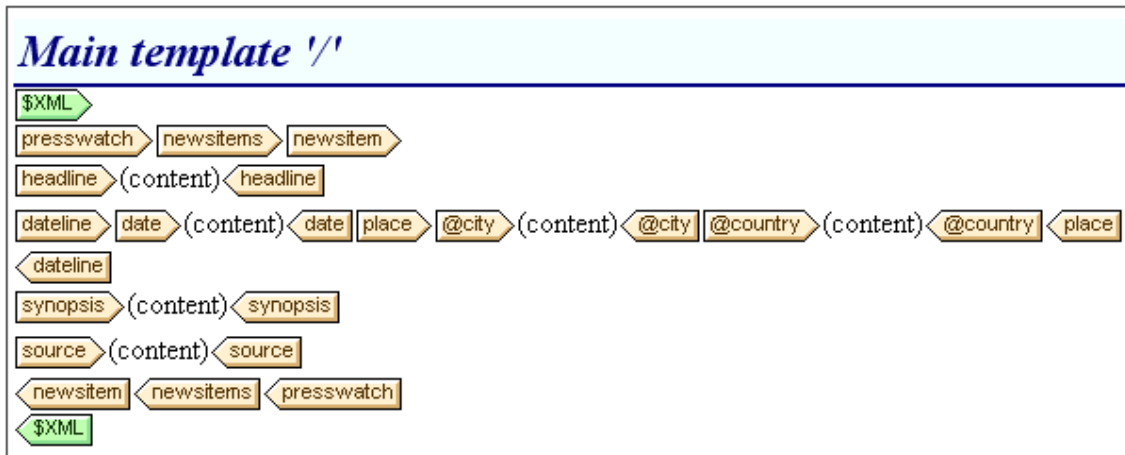 Main template '/'
$XML
presswatch newsitems newsitem
headline (content) headline
dateline date (content) date place @city (content) @city @country (content) @country place
dateline
synopsis (content) synopsis
source (content) source
newsitem newsitems presswatch
$XML